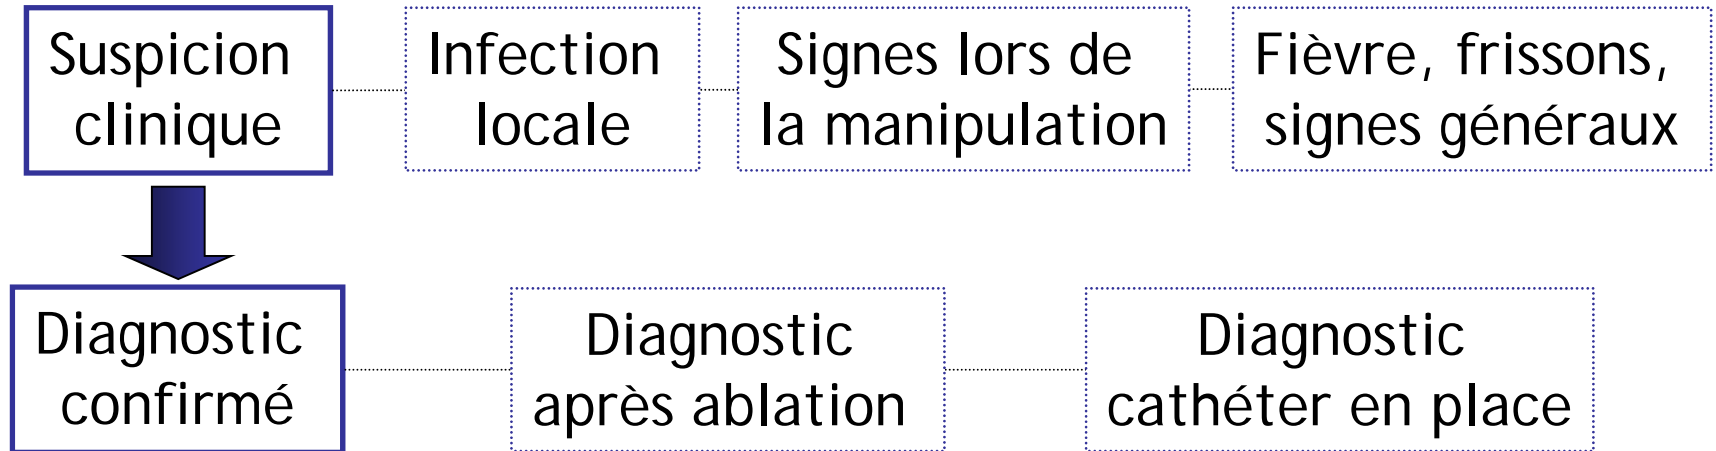 Suspicion
clinique
Infection
locale
Signes lors de
la manipulation
Fièvre, frissons,
signes généraux
Diagnostic
confirmé
Diagnostic
après ablation
Diagnostic
cathéter en place